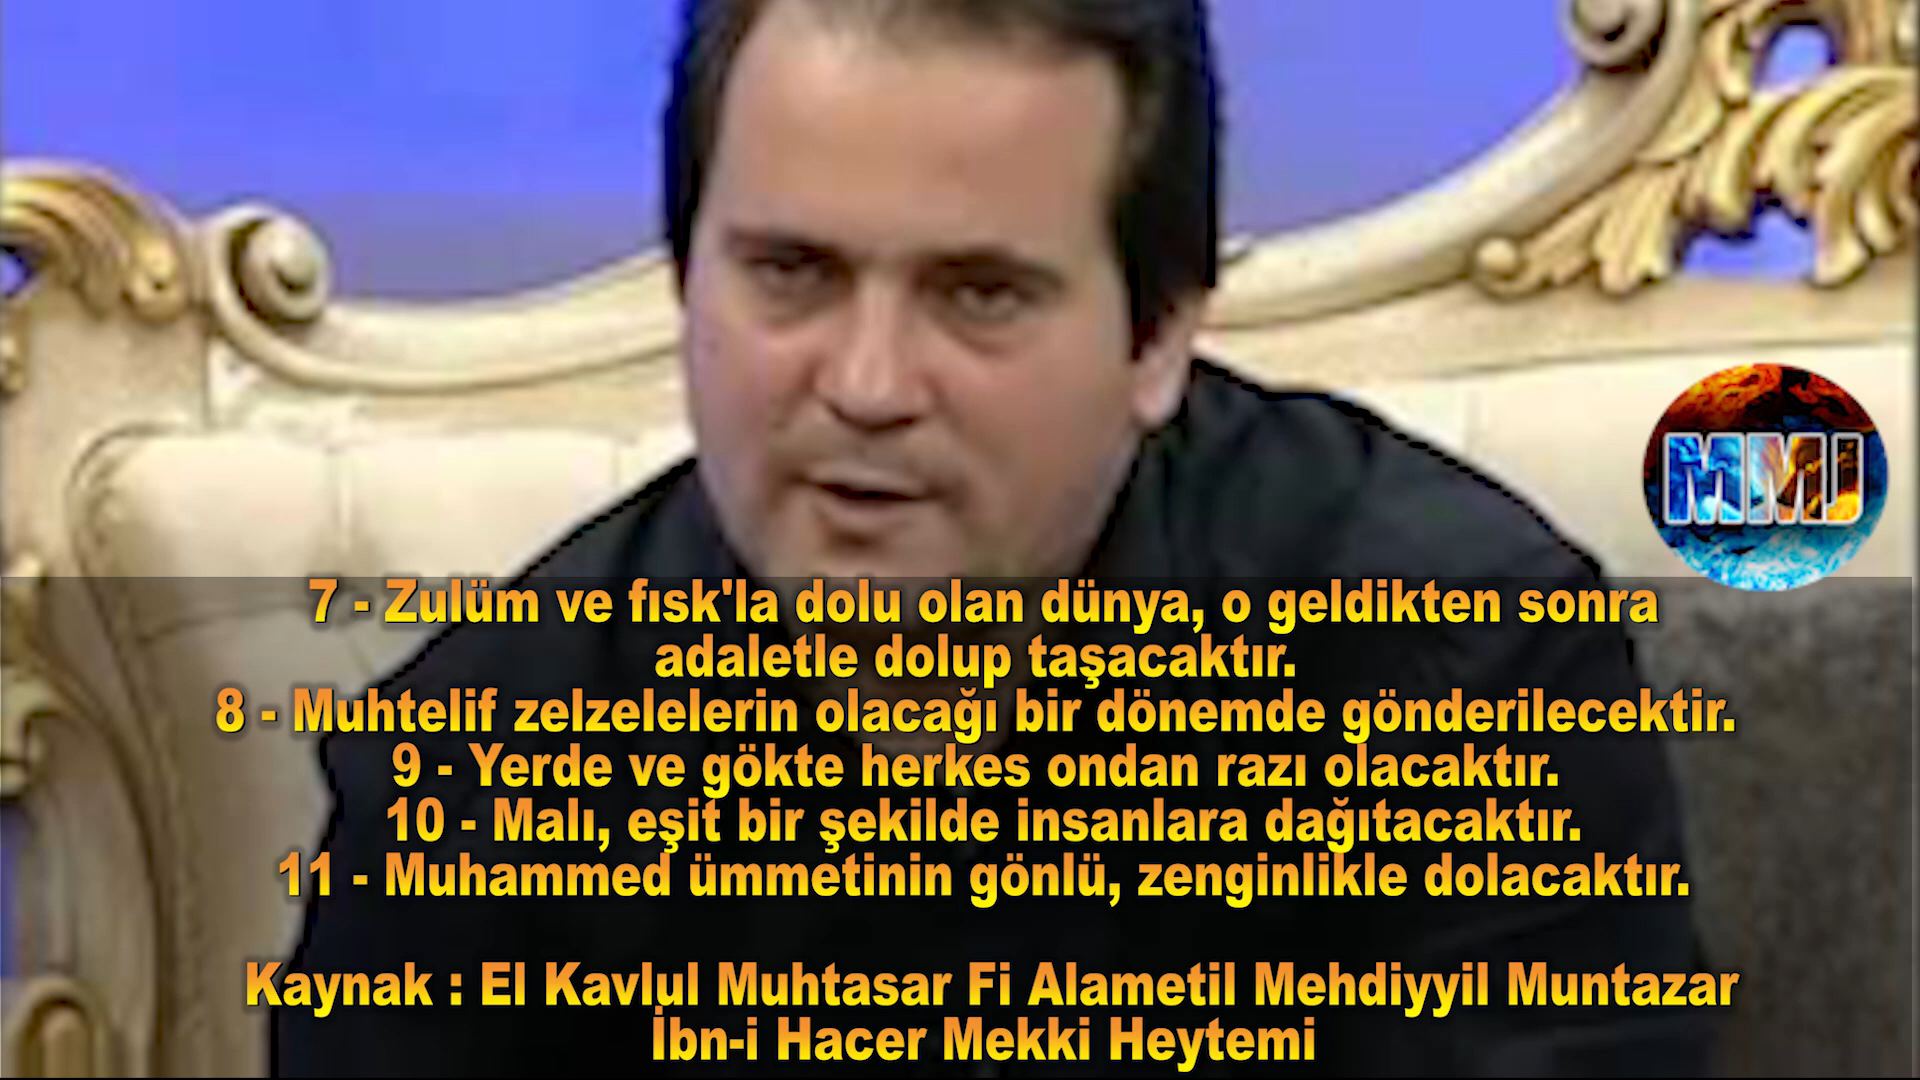 MMJ
7 - Zulüm ve fısk'la dolu olan dünya, o geldikten sonra
adaletle dolup taşacaktır.
8 - Muhtelif zelzelelerin olacağı bir dönemde gönderilecektir.
9 - Yerde ve gökte herkes ondan razı olacaktır.
10 - Malı, eşit bir şekilde insanlara dağıtacaktır.
11 - Muhammed ümmetinin gönlü, zenginlikle dolacaktır.
Kaynak : El Kavlul Muhtasar Fi Alametil Mehdiyyil Muntazar
İbn-i Hacer Mekki Heytemi